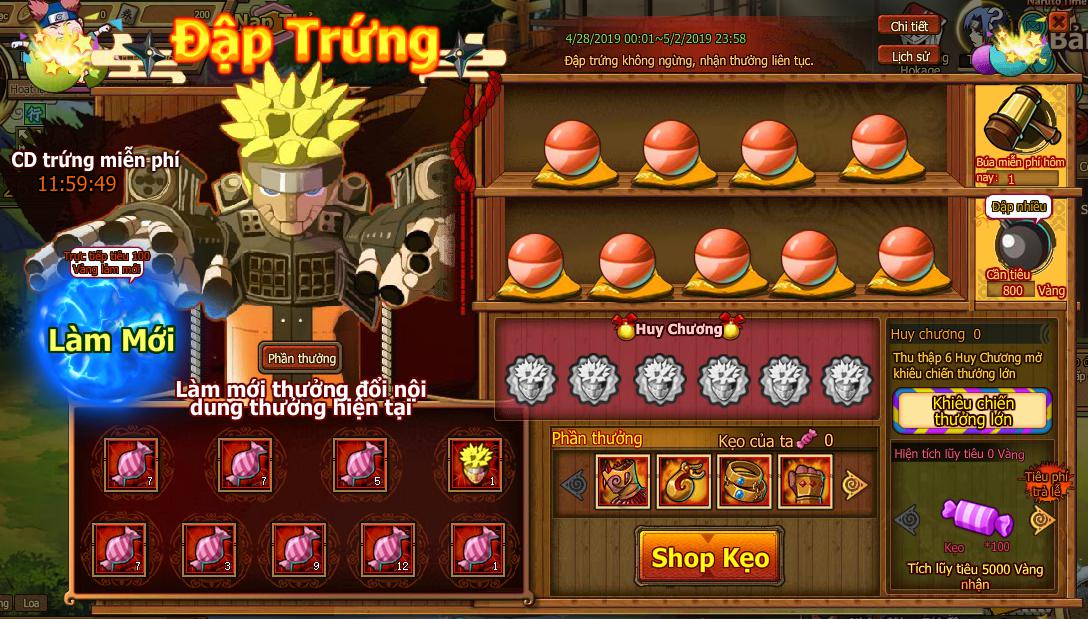 200
Naruto Time
Đập Trứng
4/28/2019 00:01~5/2/2019 23:58
Đập trứng không ngừng, nhận thưởng liên tục.
Chi tiết
Lịch sử
Hokage
CD trứng miễn phí
11:59:49
Búa miễn phí hôm
nay: 1
Đập nhiều
Cần tiêu
800 Vàng
Trực tiếp tiêu 100
Vàng làm mới
Làm Mới
Phần thưởng
Làm mới thưởng đổi nội
dung thưởng hiện tại
Huy Chương
Huy chương 0
Thu thập 6 Huy Chương mở
khiêu chiến thưởng lớn
Khiêu chiến
thưởng lớn
7
7
5
1
7
3
9
12
1
Phần thưởng
Kẹo của ta 0
Shop Kẹo
Hiện tích lũy tiêu 0 Vàng
Tiêu phí
trả lễ
Kẹo *100
Tích lũy tiêu 5000 Vàng
nhận
Loa